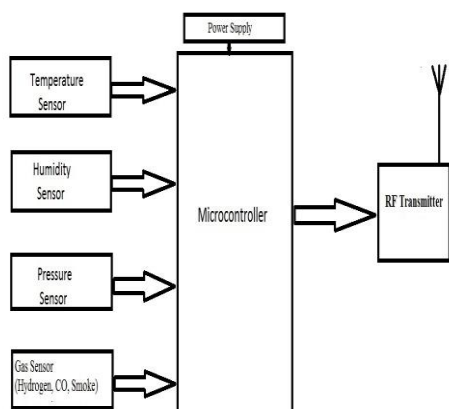 Power Supply
Temperature
Sensor
Humidity
Sensor
Pressure
Sensor
Gas Sensor
(Hydrogen, CO, Smoke)
Microcontroller
RF Transmitter